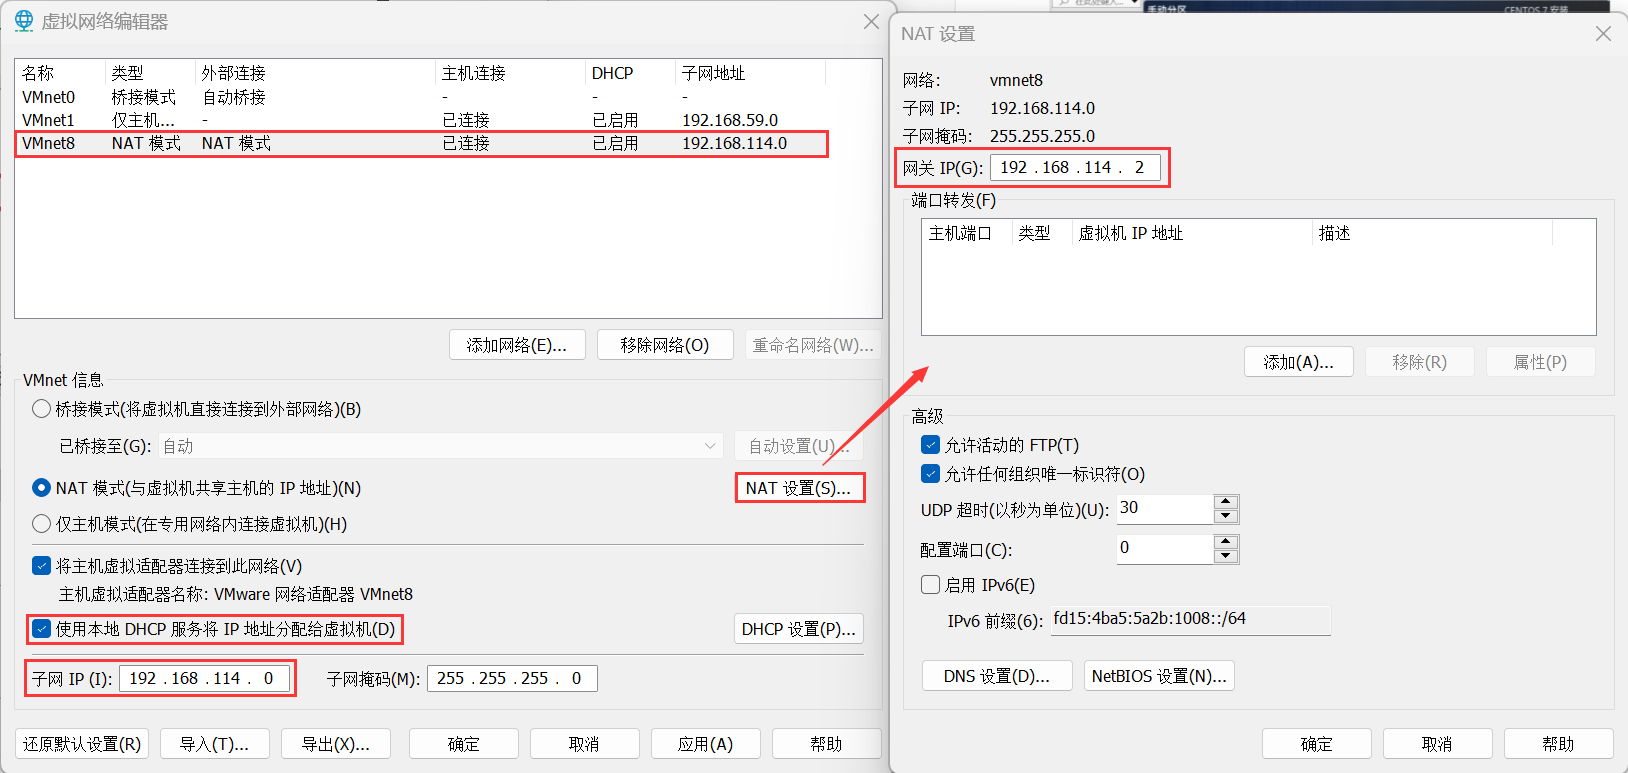 虚拟网络编辑器
名称 类型 外部连接 主机连接 DHCP 子网地址
VMnet0 桥接模式 自动桥接 - - -
VMnet1 仅主机... - 已连接 已启用 192.168.59.0
VMnet8 NAT 模式 NAT 模式 已连接 已启用 192.168.114.0
添加网络(E)... 移除网络(O) 重命名网络(W)...
VMnet 信息
桥接模式(将虚拟机直接连接到外部网络)(B)
已桥接至(G): 自动 自动设置(U)...
NAT 模式(与虚拟机共享主机的 IP 地址)(N) NAT 设置(S)...
仅主机模式(在专用网络内连接虚拟机)(H)
将主机虚拟适配器连接到此网络(V)
主机虚拟适配器名称: VMware 网络适配器 VMnet8
使用本地 DHCP 服务将 IP 地址分配给虚拟机(D) DHCP 设置(P)...
子网 IP (I): 192 . 168 . 114 . 0 子网掩码(M): 255 . 255 . 255 . 0
还原默认设置(R) 导入(T)... 导出(X)... 确定 取消 应用(A) 帮助
手动分区 CENTOS 7 安装
NAT 设置
网络: vmnet8
子网 IP: 192.168.114.0
子网掩码: 255.255.255.0
网关 IP(G): 192 . 168 . 114 . 2
端口转发(F)
主机端口 类型 虚拟机 IP 地址 描述
添加(A)... 移除(R) 属性(P)
高级
允许活动的 FTP(T)
允许任何组织唯一标识符(O)
UDP 超时(以秒为单位)(U): 30
配置端口(C): 0
启用 IPv6(E)
IPv6 前缀(6): fd15:4ba5:5a2b:1008::/64
DNS 设置(D)... NetBIOS 设置(N)...
确定 取消 帮助